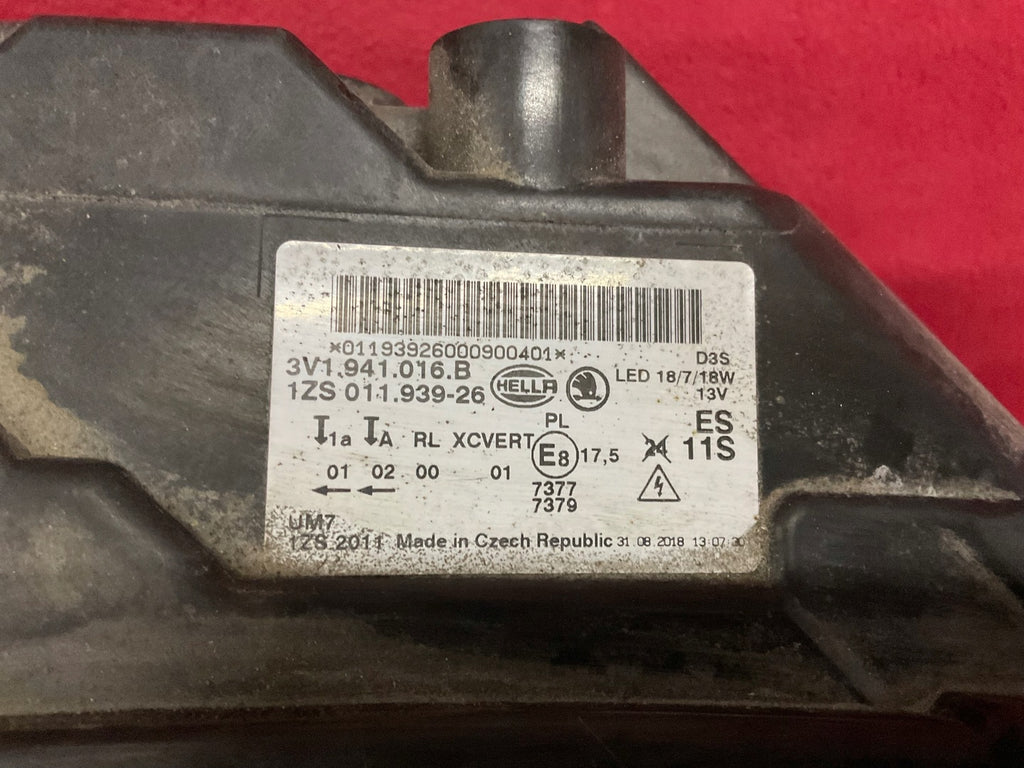 *01193926000900401*
3V1.941.016.B
1ZS 011.939-26
HELLA
D3S
LED 18/7/18W
13V
PL
ES
1a A RL XCVERT E8 17,5 24 11S
01 02 00 01
7377
7379
UM7
1ZS 2011 Made in Czech Republic 31.08.2018 13:07:30